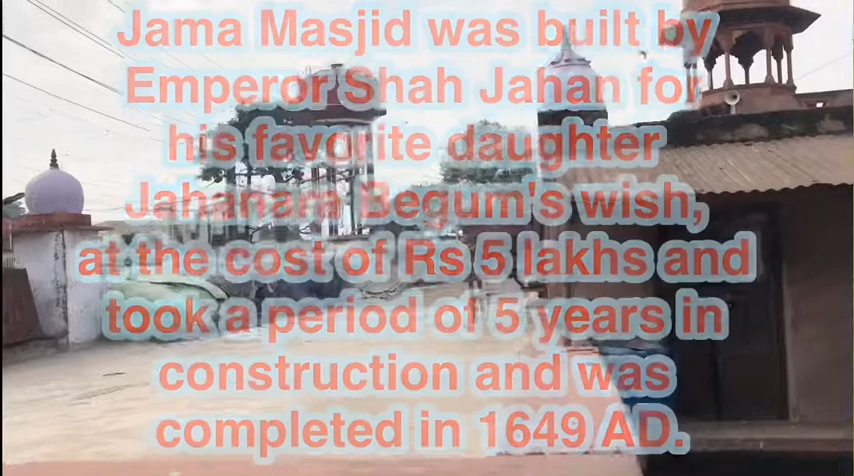 Jama Masjid was built by
Emperor Shah Jahan for
his favorite daughter
Jahanara Begum's wish,
at the cost of Rs 5 lakhs and
took a period of 5 years in
construction and was
completed in 1649 AD.